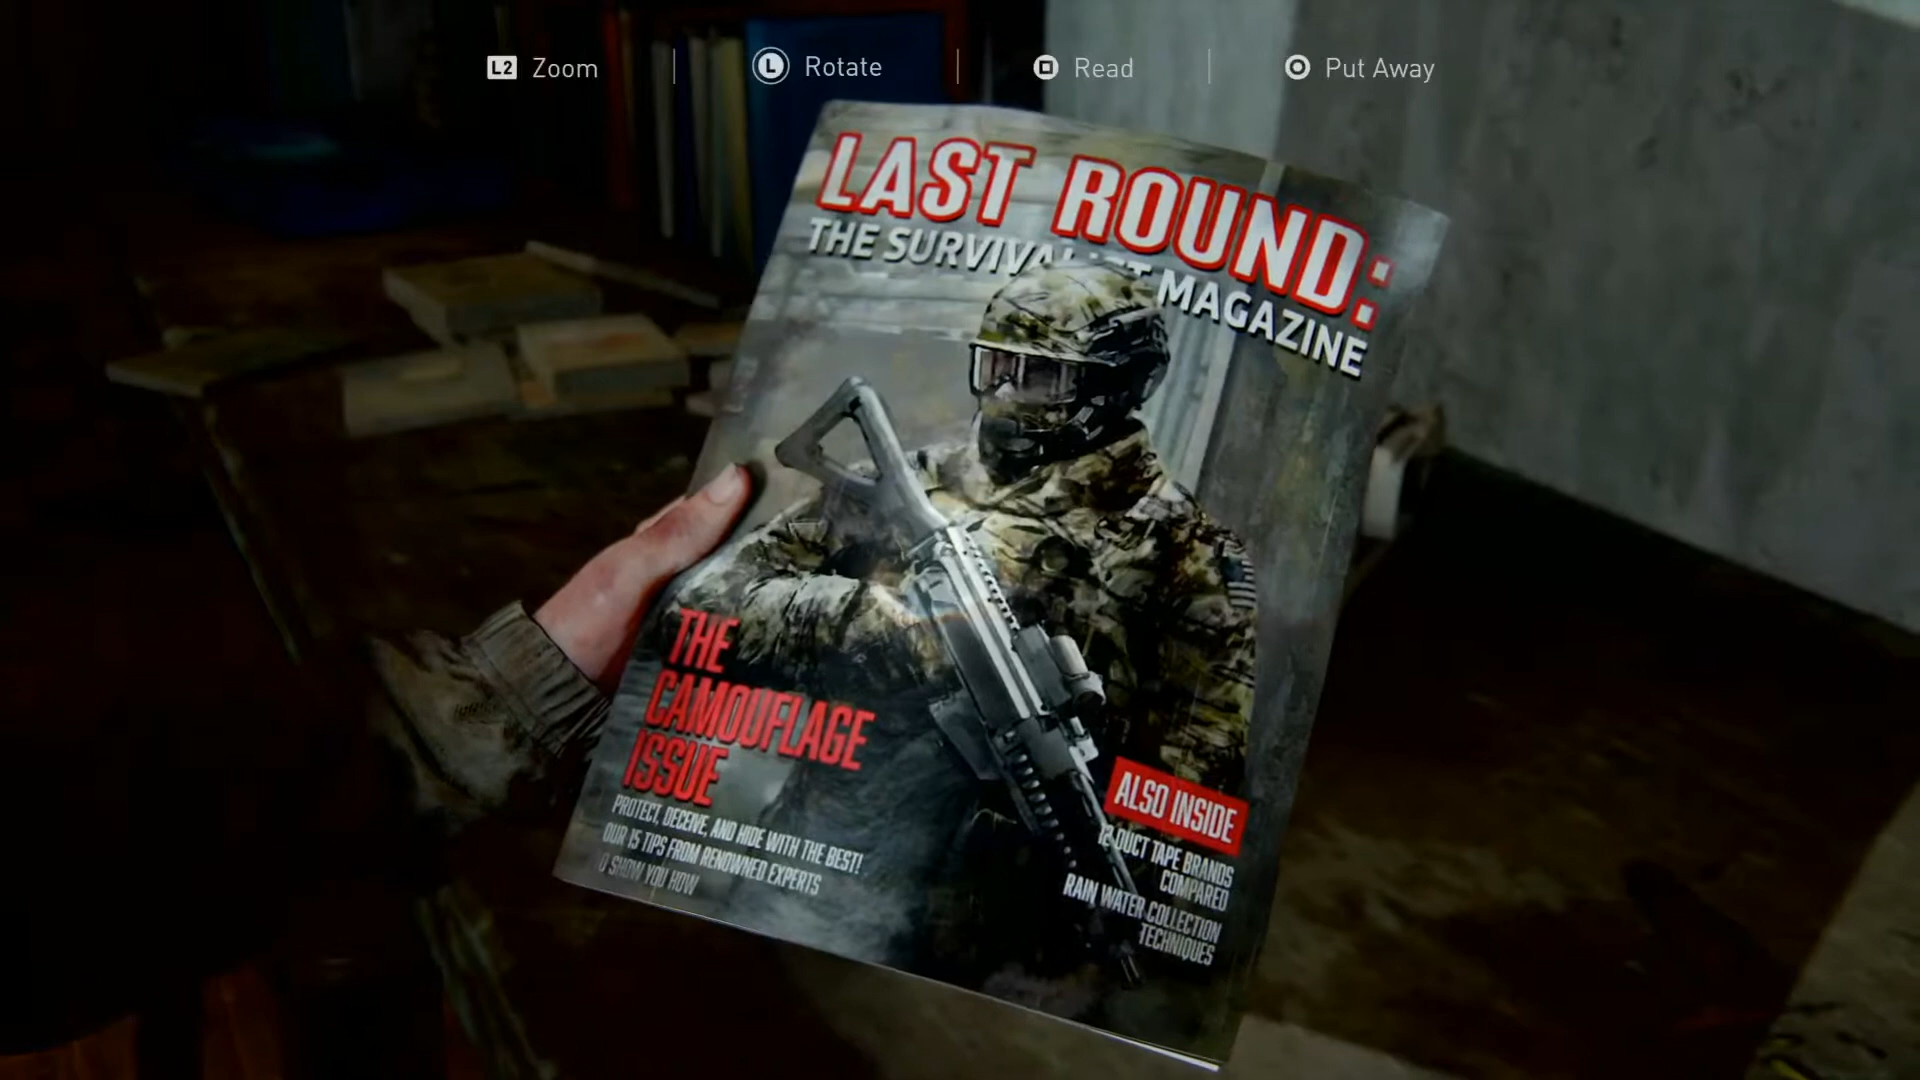 L2 Zoom
L Rotate
Read
Put Away
LAST ROUND:
THE SURVIVALIST MAGAZINE
THE
CAMOUFLAGE
ISSUE
PROTECT, DECEIVE, AND HIDE WITH THE BEST!
OUR 15 TIPS FROM RENOWNED EXPERTS
O SHOW YOU HOW
ALSO INSIDE
12 DUCT TAPE BRANDS
COMPARED
RAIN WATER COLLECTION
TECHNIQUES